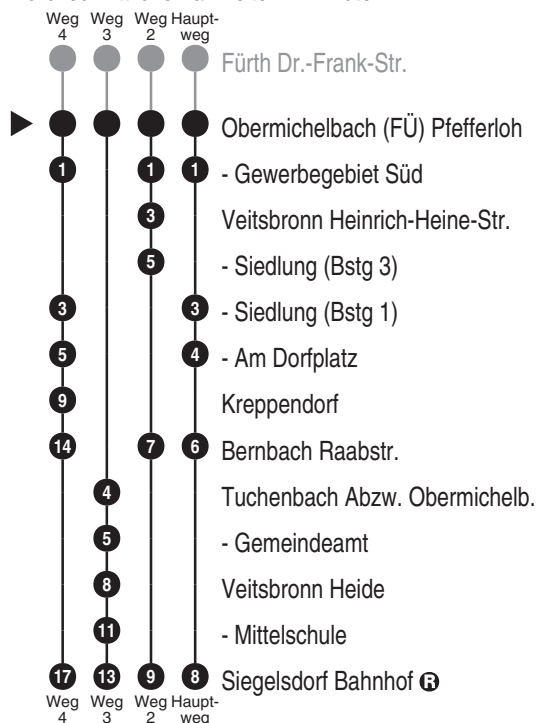 Weg 4 Weg 3 Weg 2 Haupt-weg
Fürth Dr.-Frank-Str.
Obermichelbach (FÜ) Pfefferloh
1 1 1 - Gewerbegebiet Süd
3 Veitsbronn Heinrich-Heine-Str.
5 - Siedlung (Bstg 3)
3 3 - Siedlung (Bstg 1)
5 4 - Am Dorfplatz
9 Kreppendorf
14 7 6 Bernbach Raabstr.
4 Tuchenbach Abzw. Obermichelb.
5 - Gemeindeamt
8 Veitsbronn Heide
11 - Mittelschule
17 13 9 8 Siegelsdorf Bahnhof R
Weg 4 Weg 3 Weg 2 Haupt-weg